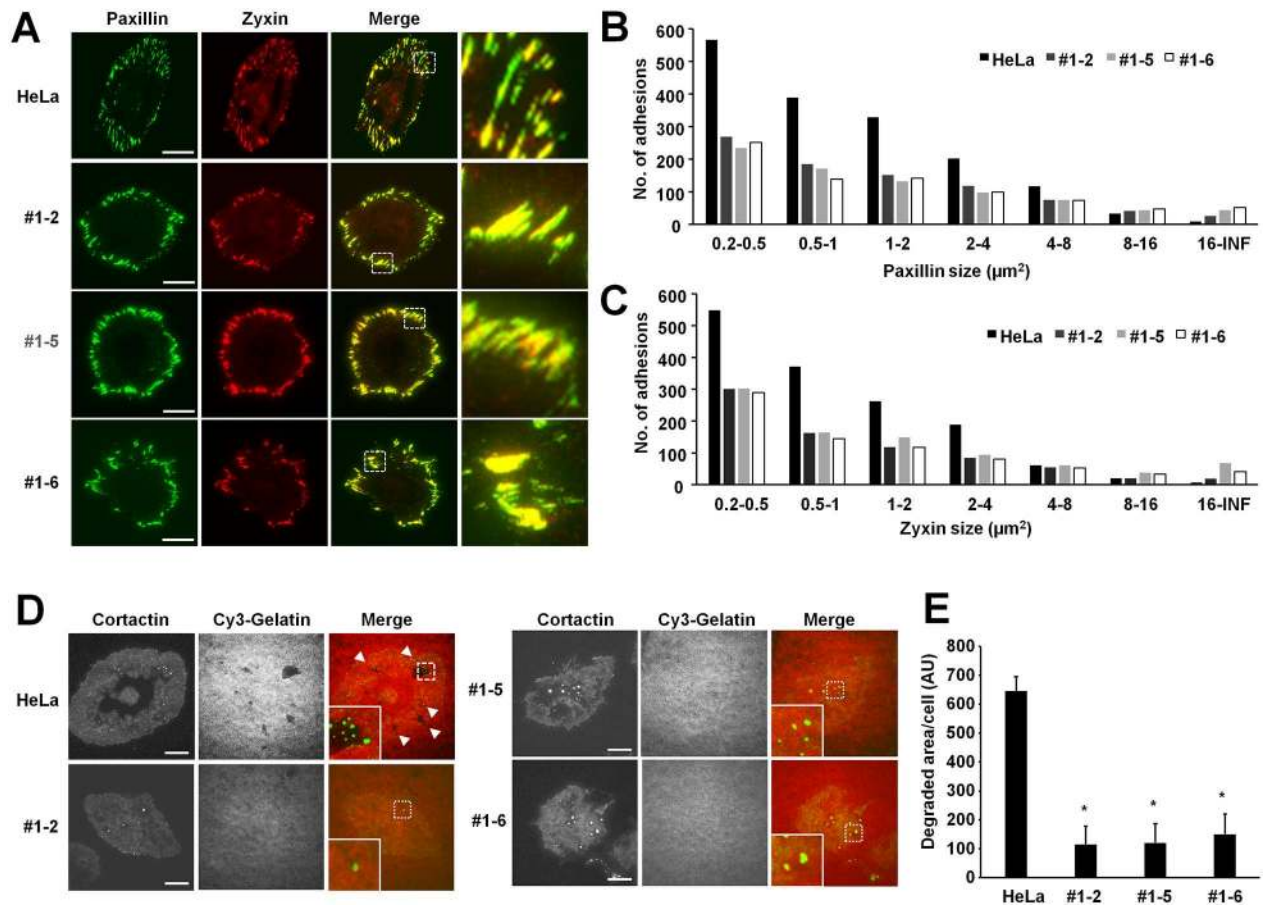 A
Paxillin Zyxin Merge
HeLa
#1-2
#1-5
#1-6
B
600
500
400
300
200
100
0
No. of adhesions
HeLa #1-2 #1-5 #1-6
0.2-0.5 0.5-1 1-2 2-4 4-8 8-16 16-INF
Paxillin size (µm²)
C
600
500
400
300
200
100
0
No. of adhesions
HeLa #1-2 #1-5 #1-6
0.2-0.5 0.5-1 1-2 2-4 4-8 8-16 16-INF
Zyxin size (µm²)
D
Cortactin Cy3-Gelatin Merge
HeLa
#1-2
Cortactin Cy3-Gelatin Merge
#1-5
#1-6
E
800
700
600
500
400
300
200
100
0
Degraded area/cell (AU)
* * *
HeLa #1-2 #1-5 #1-6